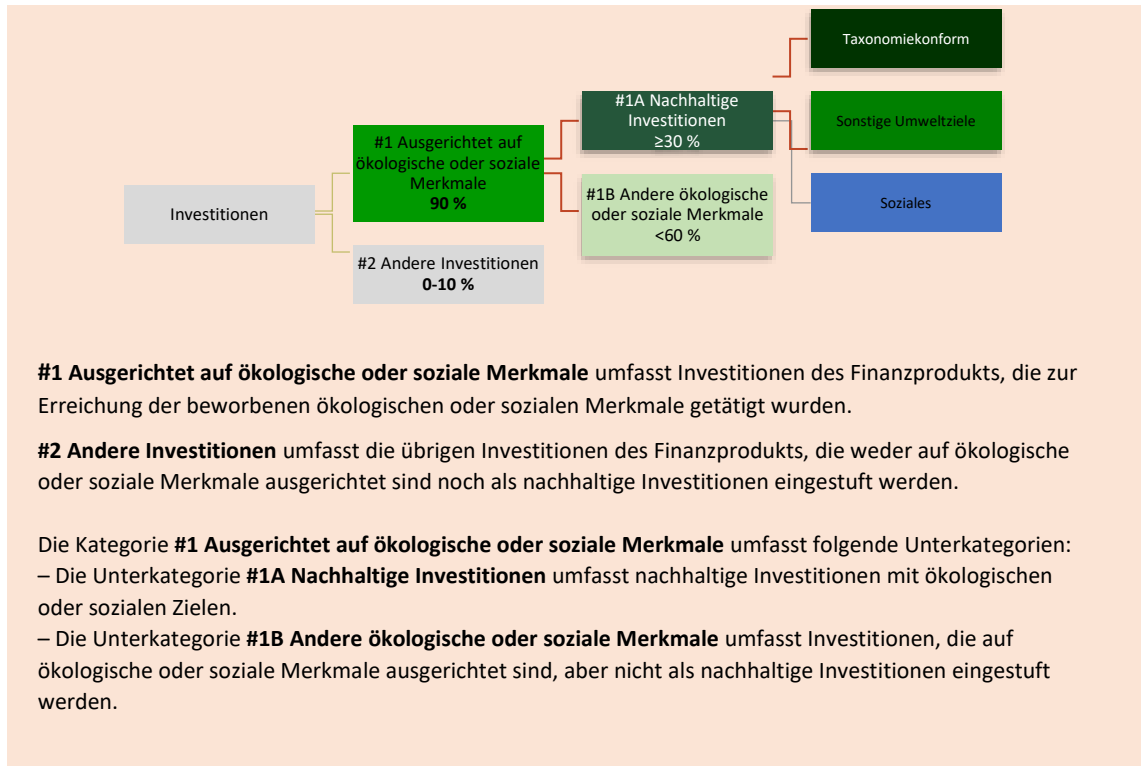 Taxonomiekonform
#1A Nachhaltige
Investitionen
≥30 %
Sonstige Umweltziele
#1 Ausgerichtet auf
ökologische oder soziale
Merkmale
90 %
#1B Andere ökologische
oder soziale Merkmale
<60 %
Soziales
Investitionen
#2 Andere Investitionen
0-10 %
#1 Ausgerichtet auf ökologische oder soziale Merkmale umfasst Investitionen des Finanzprodukts, die zur
Erreichung der beworbenen ökologischen oder sozialen Merkmale getätigt wurden.
#2 Andere Investitionen umfasst die übrigen Investitionen des Finanzprodukts, die weder auf ökologische
oder soziale Merkmale ausgerichtet sind noch als nachhaltige Investitionen eingestuft werden.
Die Kategorie #1 Ausgerichtet auf ökologische oder soziale Merkmale umfasst folgende Unterkategorien:
– Die Unterkategorie #1A Nachhaltige Investitionen umfasst nachhaltige Investitionen mit ökologischen
oder sozialen Zielen.
– Die Unterkategorie #1B Andere ökologische oder soziale Merkmale umfasst Investitionen, die auf
ökologische oder soziale Merkmale ausgerichtet sind, aber nicht als nachhaltige Investitionen eingestuft
werden.